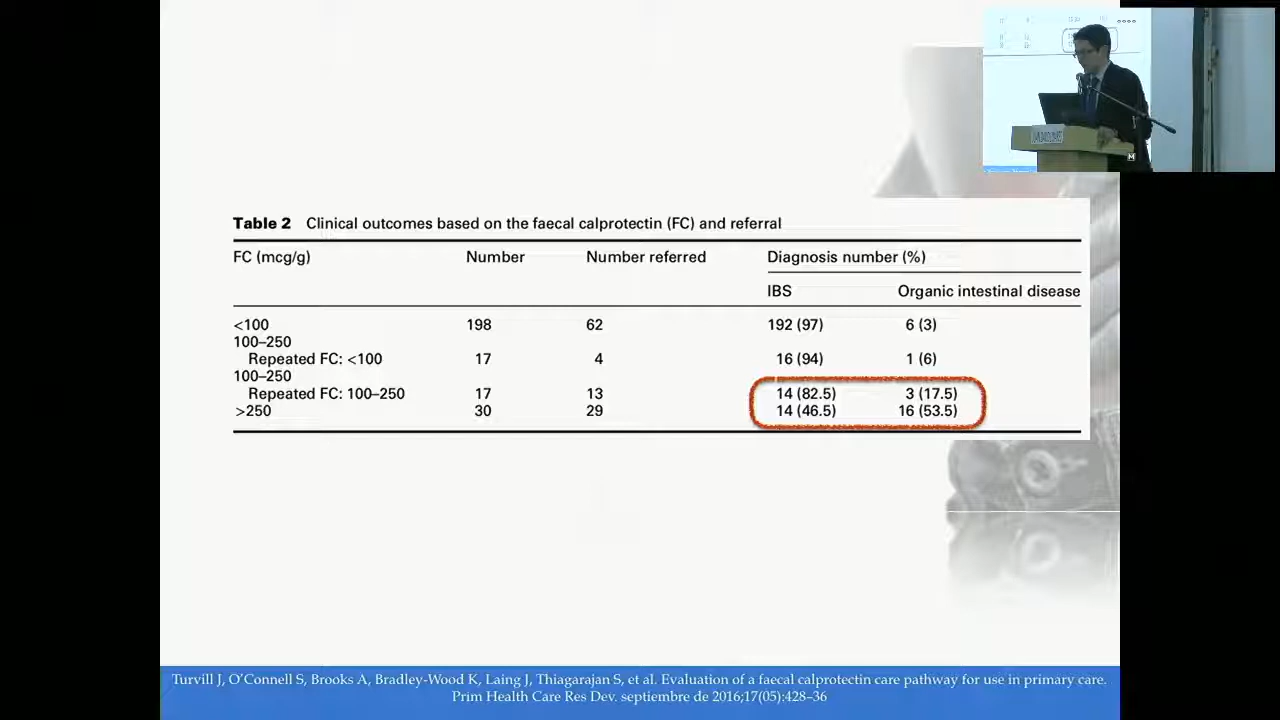 Table 2 Clinical outcomes based on the faecal calprotectin (FC) and referral
FC (mcg/g) Number Number referred Diagnosis number (%)
IBS Organic intestinal disease
<100 198 62 192 (97) 6 (3)
100–250
Repeated FC: <100 17 4 16 (94) 1 (6)
100–250
Repeated FC: 100–250 17 13 14 (82.5) 3 (17.5)
>250 30 29 14 (46.5) 16 (53.5)
Turvill J, O’Connell S, Brooks A, Bradley-Wood K, Laing J, Thiagarajan S, et al. Evaluation of a faecal calprotectin care pathway for use in primary care.
Prim Health Care Res Dev. septiembre de 2016;17(05):428–36